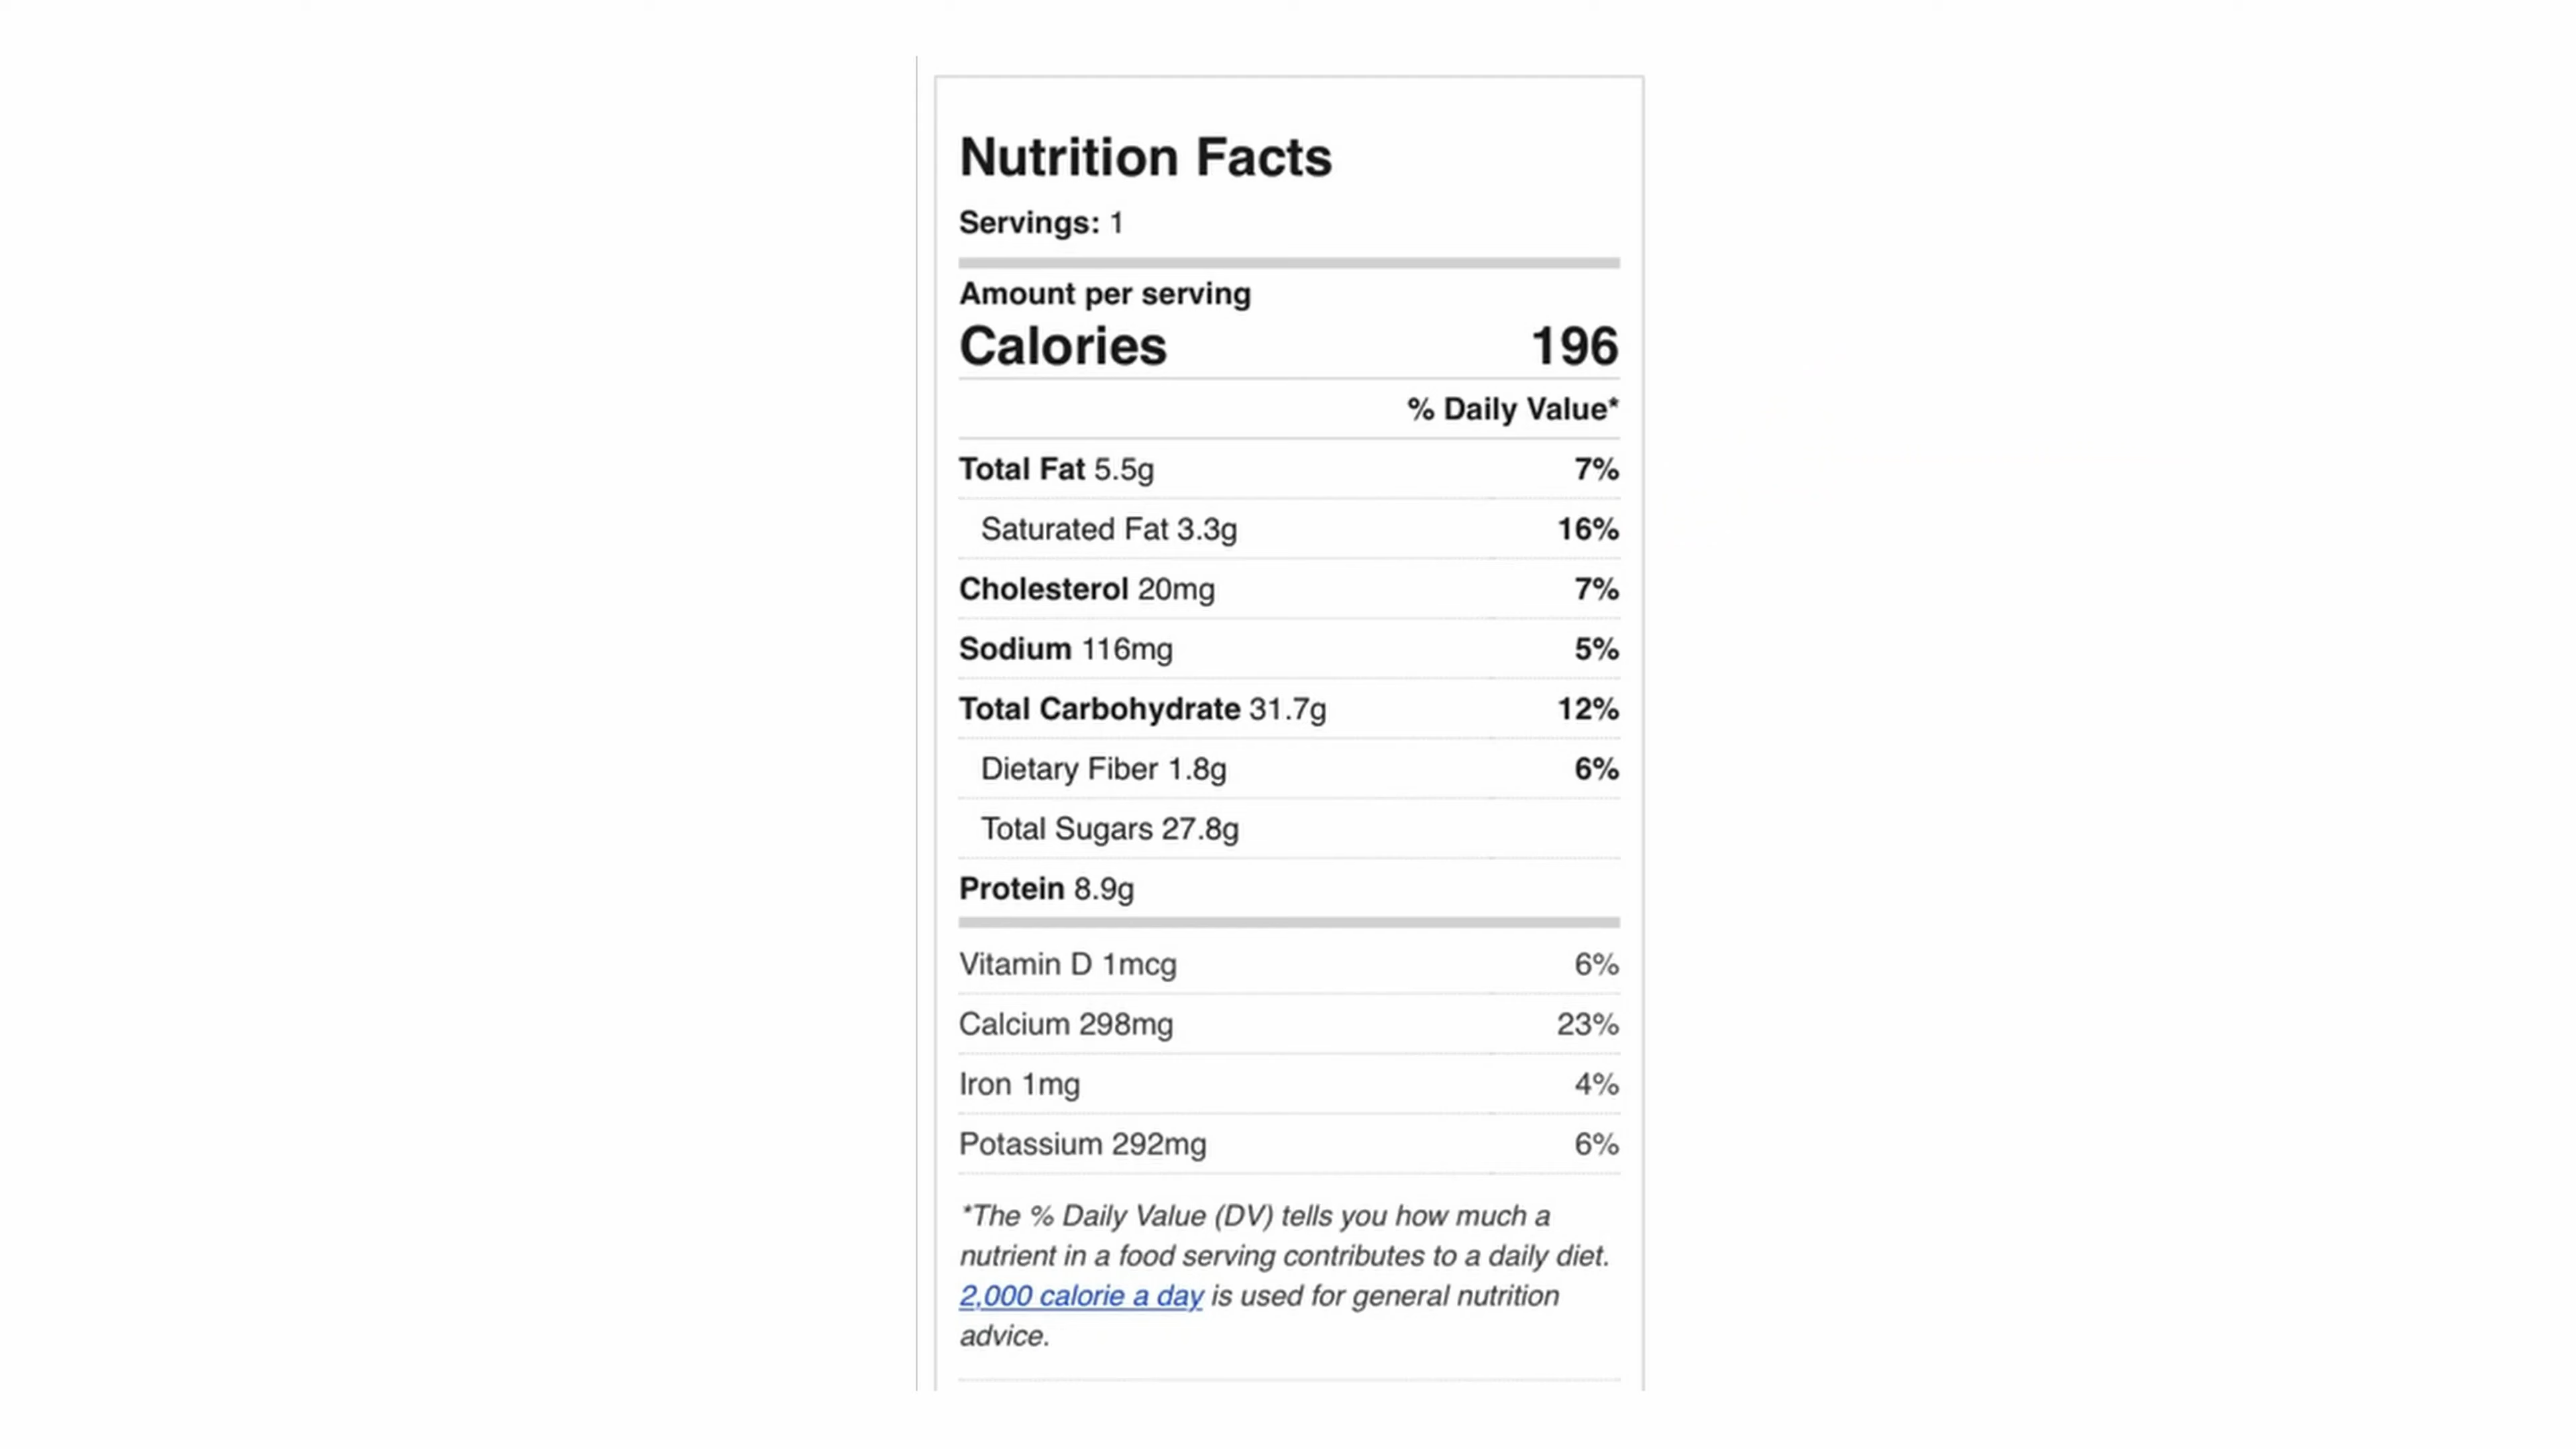 Nutrition Facts
Servings: 1
Amount per serving
Calories 196
% Daily Value*
Total Fat 5.5g 7%
Saturated Fat 3.3g 16%
Cholesterol 20mg 7%
Sodium 116mg 5%
Total Carbohydrate 31.7g 12%
Dietary Fiber 1.8g 6%
Total Sugars 27.8g
Protein 8.9g
Vitamin D 1mcg 6%
Calcium 298mg 23%
Iron 1mg 4%
Potassium 292mg 6%
*The % Daily Value (DV) tells you how much a
nutrient in a food serving contributes to a daily diet.
2,000 calorie a day is used for general nutrition
advice.